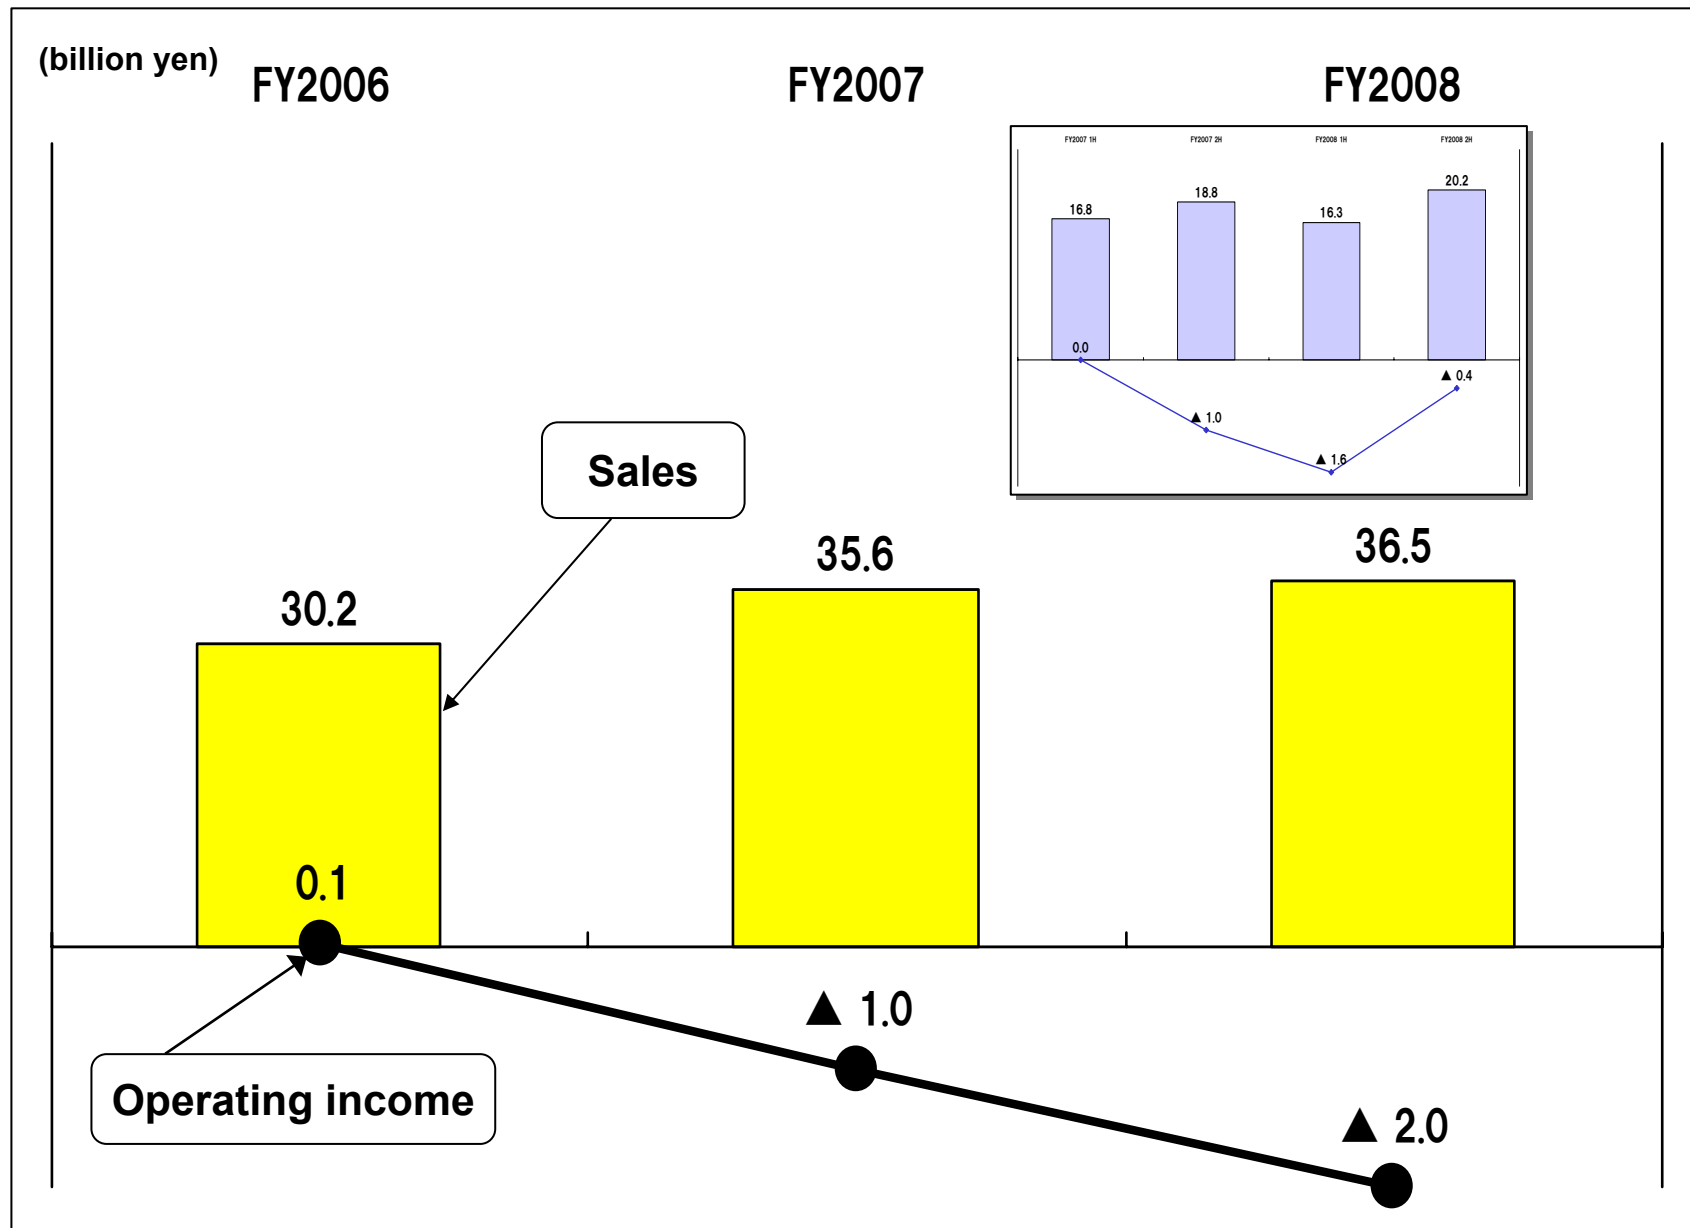 (billion yen)
FY2006 FY2007 FY2008
FY2007 1H FY2007 2H FY2008 1H FY2008 2H
16.8 18.8 16.3 20.2
0.0
▲ 1.0
▲ 1.6
▲ 0.4
Sales
30.2 35.6 36.5
0.1
▲ 1.0
▲ 2.0
Operating income